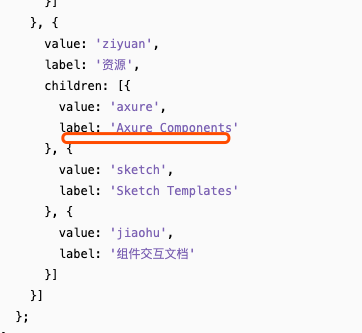 }]
}, {
value: 'ziyuan',
label: '资源',
children: [{
value: 'axure',
label: 'Axure Components'
}, {
value: 'sketch',
label: 'Sketch Templates'
}, {
value: 'jiaohu',
label: '组件交互文档'
}]
}]
};